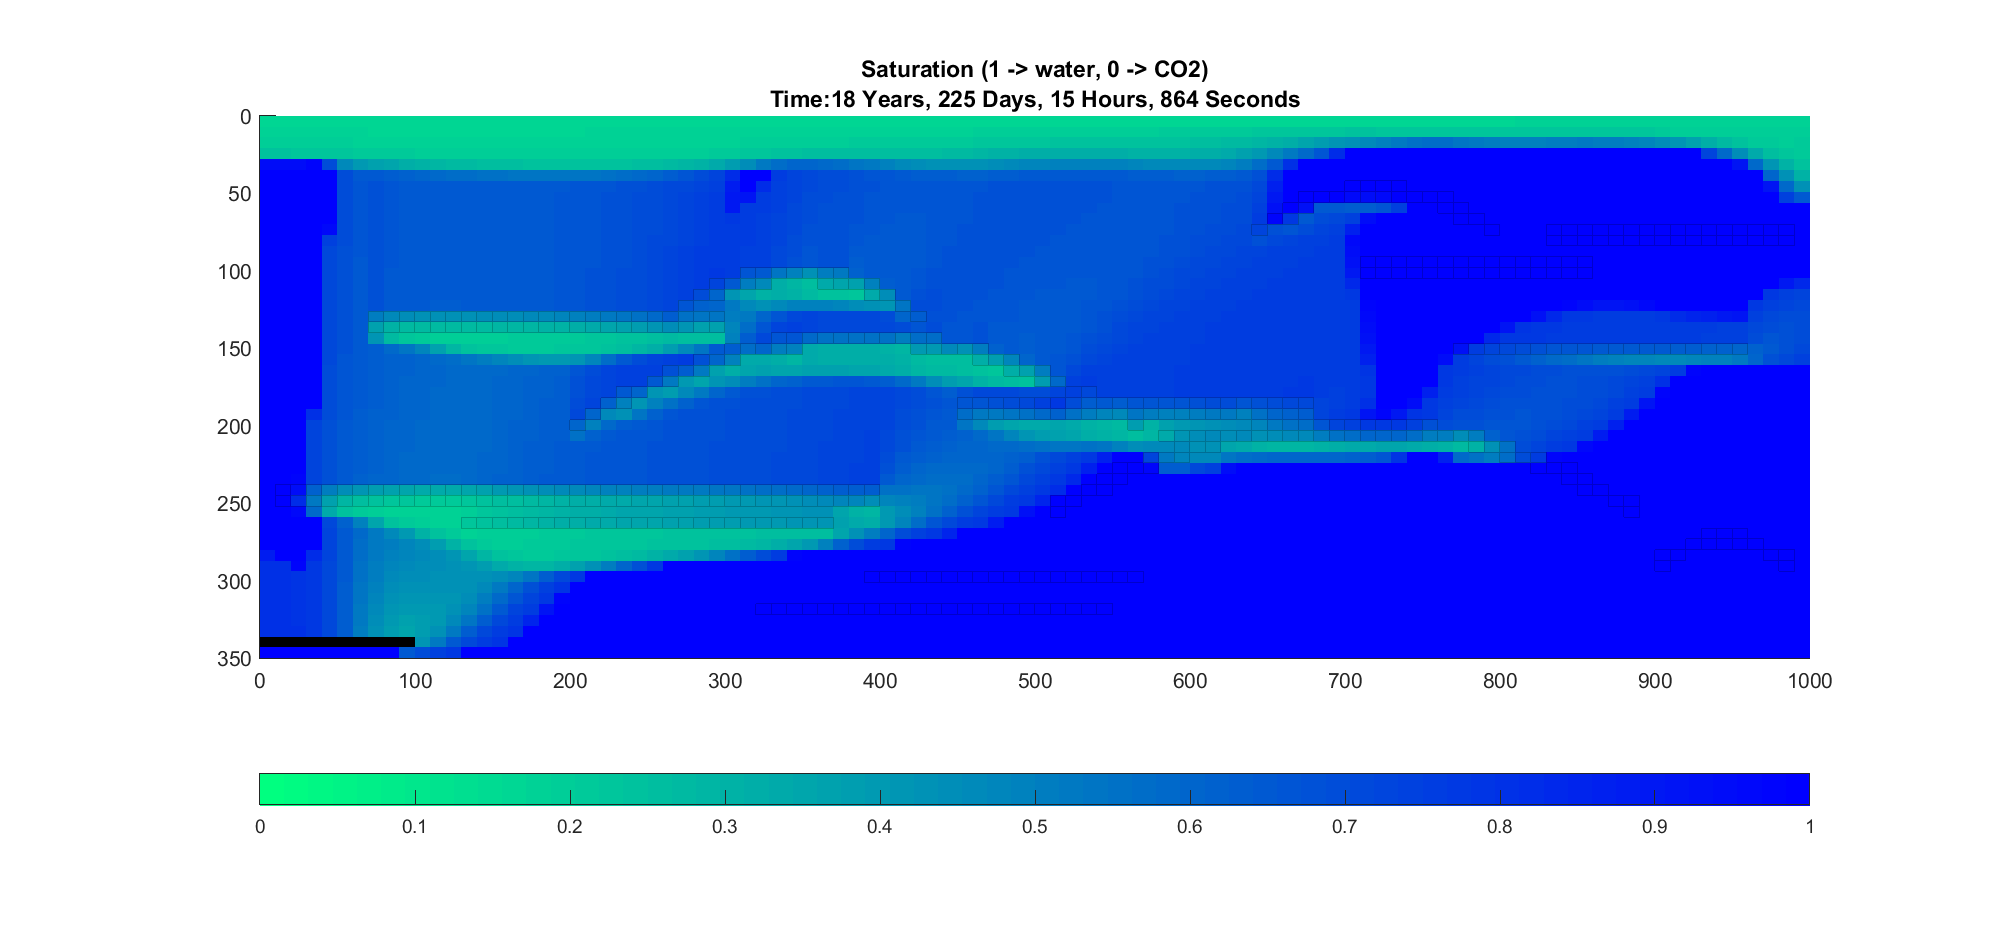 Saturation (1 -> water, 0 -> CO2)
Time:18 Years, 225 Days, 15 Hours, 864 Seconds
0
50
100
150
200
250
300
350
0 100 200 300 400 500 600 700 800 900 1000
0 0.1 0.2 0.3 0.4 0.5 0.6 0.7 0.8 0.9 1